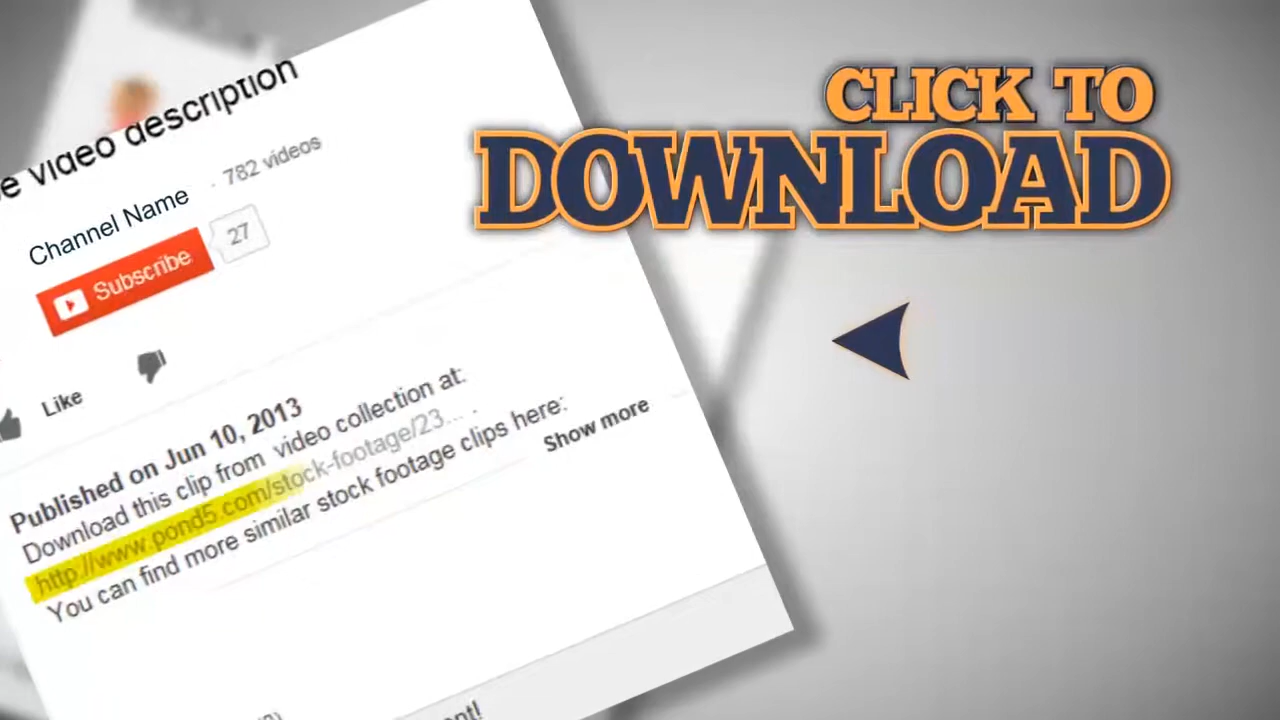 CLICK TO
DOWNLOAD
e video description
Channel Name · 782 videos
Subscribe 27
Like
Published on Jun 10, 2013
Download this clip from video collection at:
http://www.pond5.com/stock-footage/23... .
You can find more similar stock footage clips here:
Show more